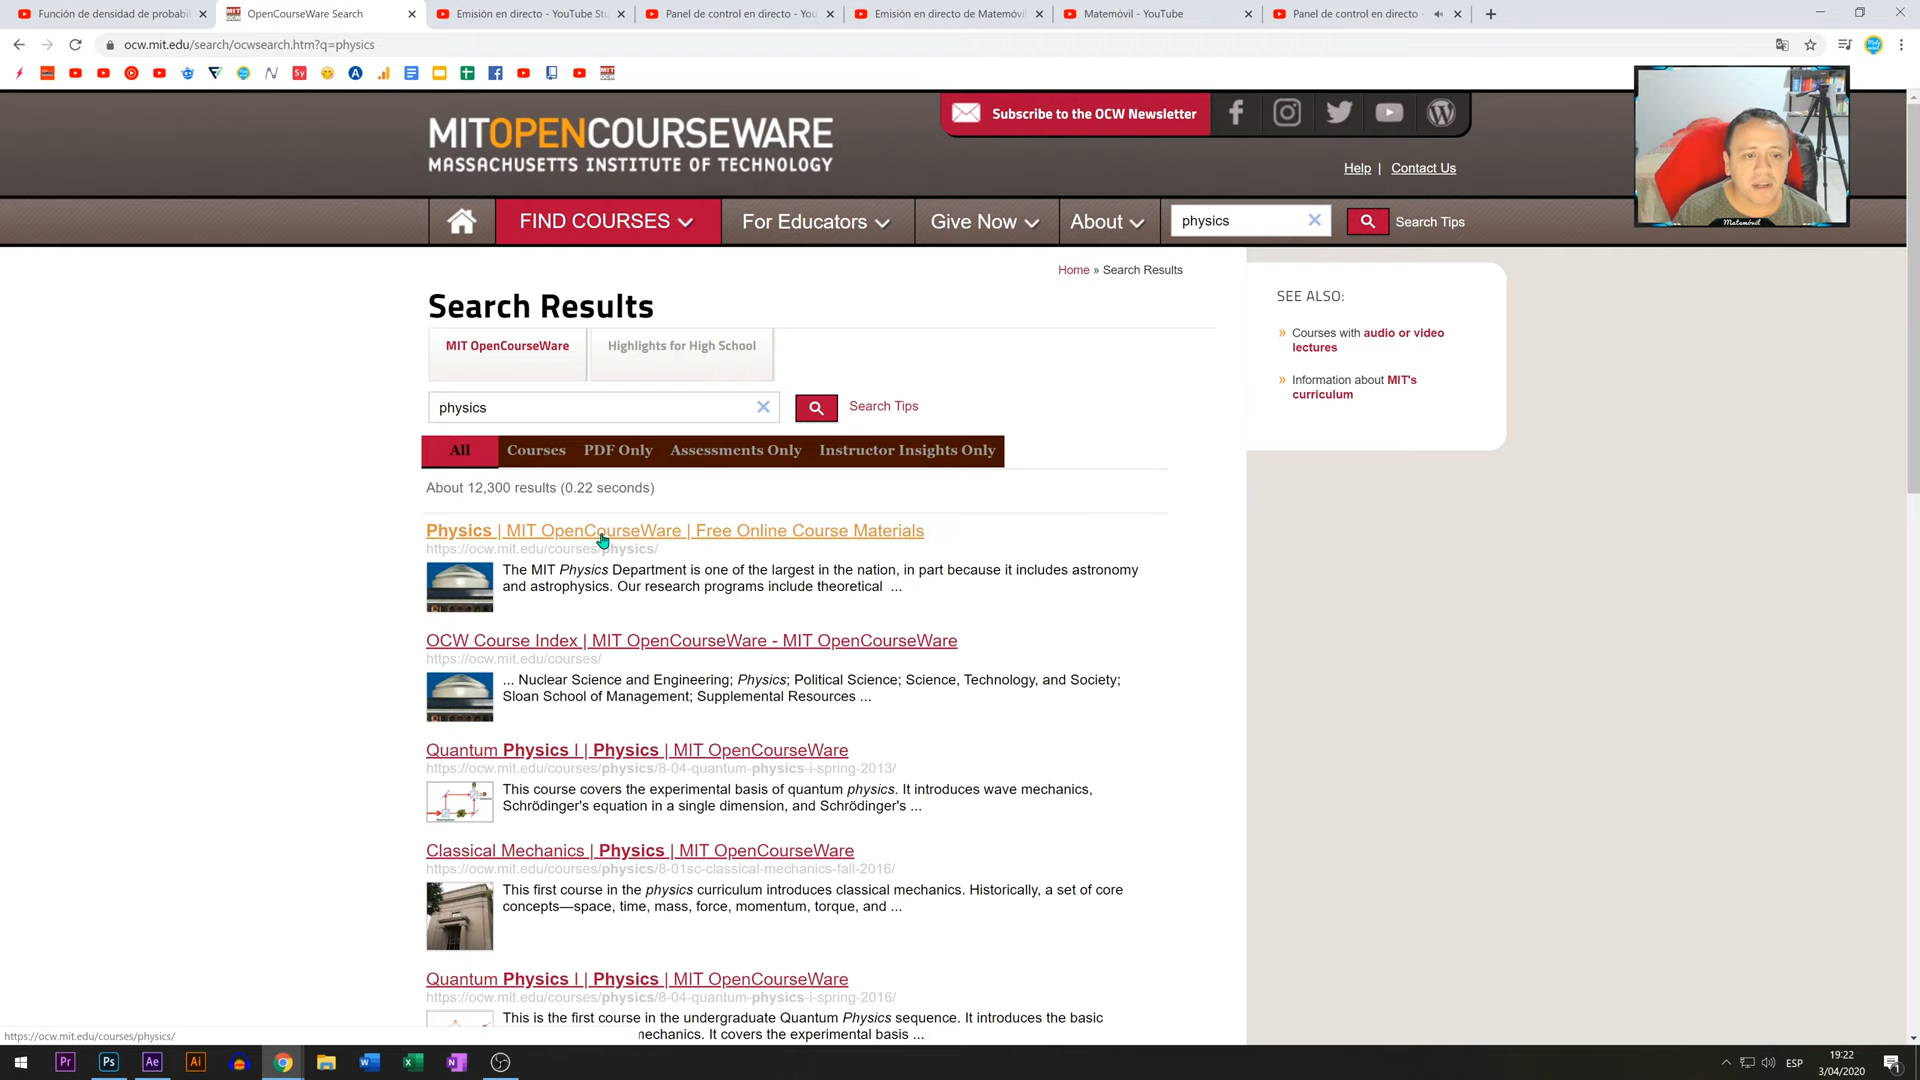 Función de densidad de probabil
OpenCourseWare Search
Emisión en directo - YouTube Stu
Panel de control en directo - You
Emisión en directo de Matemóvil
Matemóvil - YouTube
Panel de control en directo -
ocw.mit.edu/search/ocwsearch.htm?q=physics
MITOPENCOURSEWARE
MASSACHUSETTS INSTITUTE OF TECHNOLOGY
Subscribe to the OCW Newsletter
Help | Contact Us
Matemóvil
FIND COURSES
For Educators
Give Now
About
physics
Search Tips
Home » Search Results
Search Results
MIT OpenCourseWare
Highlights for High School
physics
Search Tips
All
Courses
PDF Only
Assessments Only
Instructor Insights Only
About 12,300 results (0.22 seconds)
SEE ALSO:
» Courses with audio or video
lectures
» Information about MIT's
curriculum
Physics | MIT OpenCourseWare | Free Online Course Materials
https://ocw.mit.edu/courses/physics/
The MIT Physics Department is one of the largest in the nation, in part because it includes astronomy
and astrophysics. Our research programs include theoretical ...
OCW Course Index | MIT OpenCourseWare - MIT OpenCourseWare
https://ocw.mit.edu/courses/
... Nuclear Science and Engineering; Physics; Political Science; Science, Technology, and Society;
Sloan School of Management; Supplemental Resources ...
Quantum Physics I | Physics | MIT OpenCourseWare
https://ocw.mit.edu/courses/physics/8-04-quantum-physics-i-spring-2013/
This course covers the experimental basis of quantum physics. It introduces wave mechanics,
Schrödinger's equation in a single dimension, and Schrödinger's ...
Classical Mechanics | Physics | MIT OpenCourseWare
https://ocw.mit.edu/courses/physics/8-01sc-classical-mechanics-fall-2016/
This first course in the physics curriculum introduces classical mechanics. Historically, a set of core
concepts—space, time, mass, force, momentum, torque, and ...
Quantum Physics I | Physics | MIT OpenCourseWare
https://ocw.mit.edu/courses/physics/8-04-quantum-physics-i-spring-2016/
This is the first course in the undergraduate Quantum Physics sequence. It introduces the basic
mechanics. It covers the experimental basis ...
https://ocw.mit.edu/courses/physics/
Pr
Ps
Ae
Ai
ESP
19:22
3/04/2020